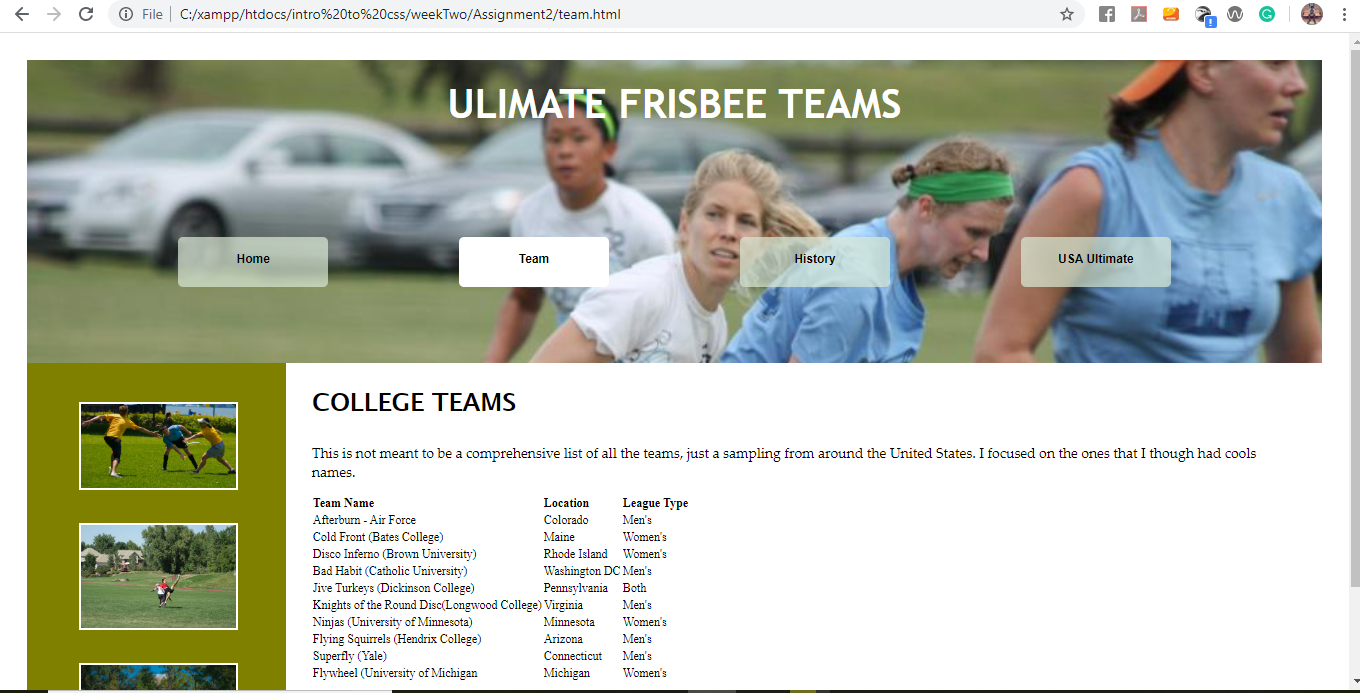 File | C:/xampp/htdocs/intro%20to%20css/weekTwo/Assignment2/team.html
ULIMATE FRISBEE TEAMS
Home Team History USA Ultimate
COLLEGE TEAMS
This is not meant to be a comprehensive list of all the teams, just a sampling from around the United States. I focused on the ones that I though had cools
names.
Team Name Location League Type
Afterburn - Air Force Colorado Men's
Cold Front (Bates College) Maine Women's
Disco Inferno (Brown University) Rhode Island Women's
Bad Habit (Catholic University) Washington DC Men's
Jive Turkeys (Dickinson College) Pennsylvania Both
Knights of the Round Disc(Longwood College) Virginia Men's
Ninjas (University of Minnesota) Minnesota Women's
Flying Squirrels (Hendrix College) Arizona Men's
Superfly (Yale) Connecticut Men's
Flywheel (University of Michigan Michigan Women's